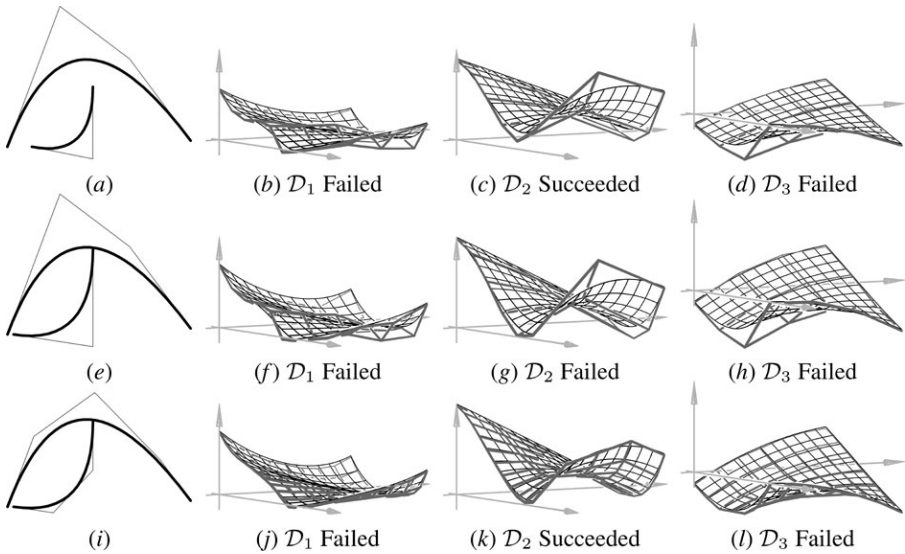 (a) (b) 𝒟1 Failed (c) 𝒟2 Succeeded (d) 𝒟3 Failed
(e) (f) 𝒟1 Failed (g) 𝒟2 Failed (h) 𝒟3 Failed
(i) (j) 𝒟1 Failed (k) 𝒟2 Succeeded (l) 𝒟3 Failed